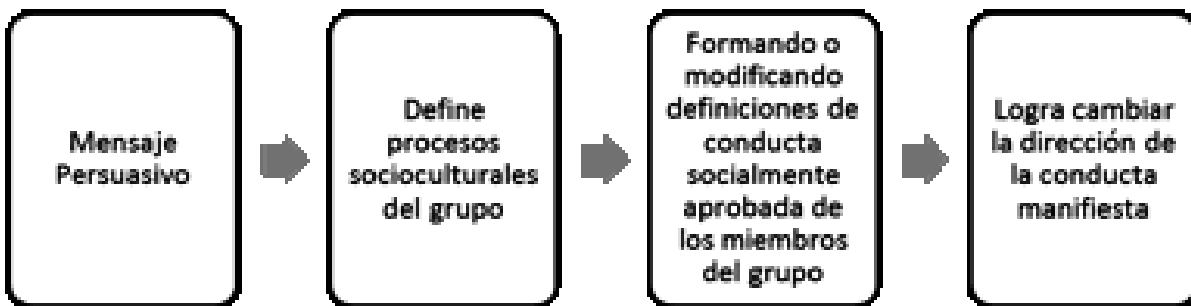 Mensaje
Persuasivo
Define
procesos
socioculturales
del grupo
Formando o
modificando
definiciones de
conducta
socialmente
aprobada de
los miembros
del grupo
Logra cambiar
la dirección de
la conducta
manifiesta